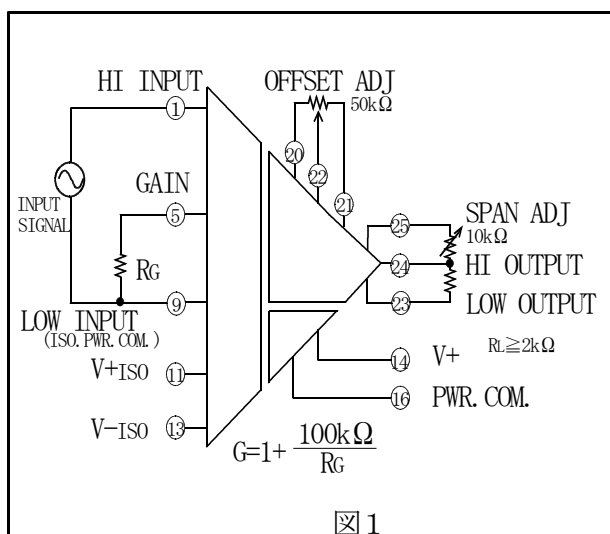 HI INPUT
OFFSET ADJ
50kΩ
①
⑳
㉒
㉑
INPUT
SIGNAL
GAIN
⑤
RG
㉕
SPAN ADJ
10kΩ
㉔
HI OUTPUT
⑨
㉓
LOW OUTPUT
LOW INPUT
(ISO.PWR.COM.)
V+ISO
⑪
⑭
V+
RL≧2kΩ
⑯
PWR.COM.
V−ISO
⑬
G=1+ 100kΩ
RG
図1